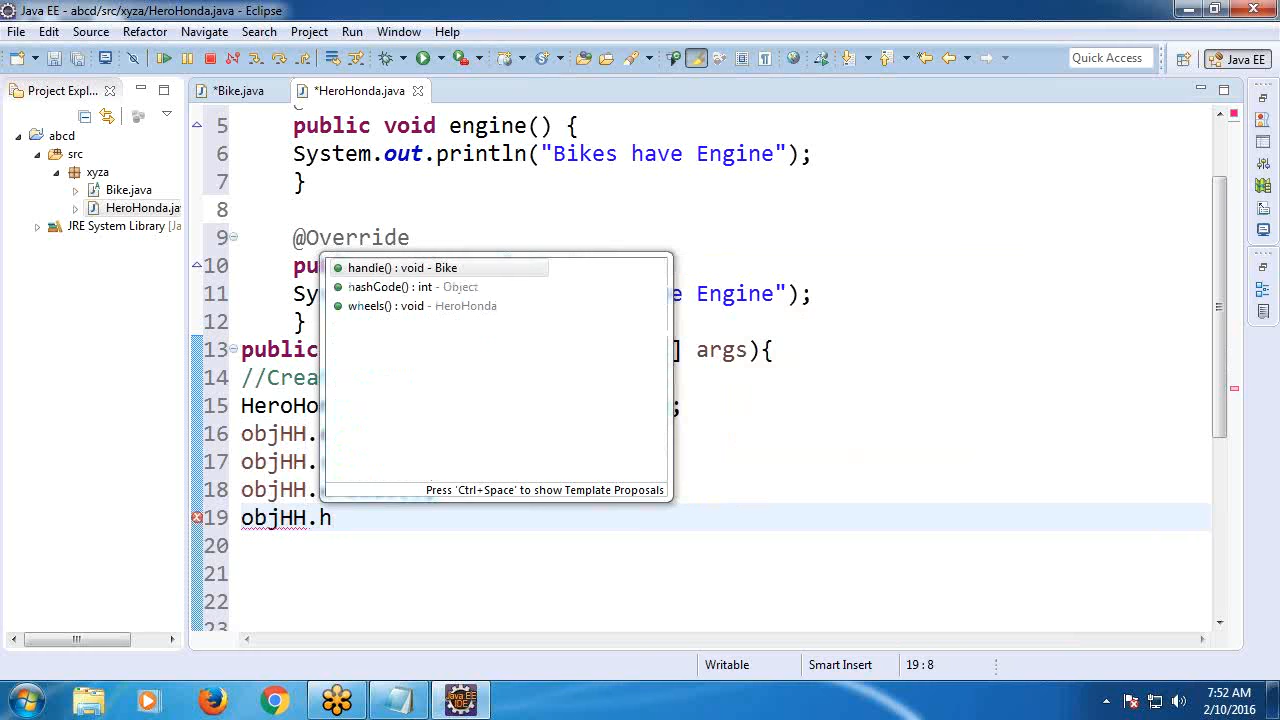 Java EE - abcd/src/xyza/HeroHonda.java - Eclipse
File Edit Source Refactor Navigate Search Project Run Window Help
Quick Access
Java EE
Project Expl...
*Bike.java
*HeroHonda.java
abcd
src
xyza
Bike.java
HeroHonda.ja
JRE System Library [Ja
5 public void engine() {
6 System.out.println("Bikes have Engine");
7 }
8
9 @Override
10 pu
11 Sy e Engine");
12 }
13 public ] args){
14 //Crea
15 HeroHo ;
16 objHH.
17 objHH.
18 objHH.
19 objHH.h
20
21
22
23
handle() : void - Bike
hashCode() : int - Object
wheels() : void - HeroHonda
Press 'Ctrl+Space' to show Template Proposals
Writable
Smart Insert
19 : 8
Java EE
IDE
7:52 AM
2/10/2016